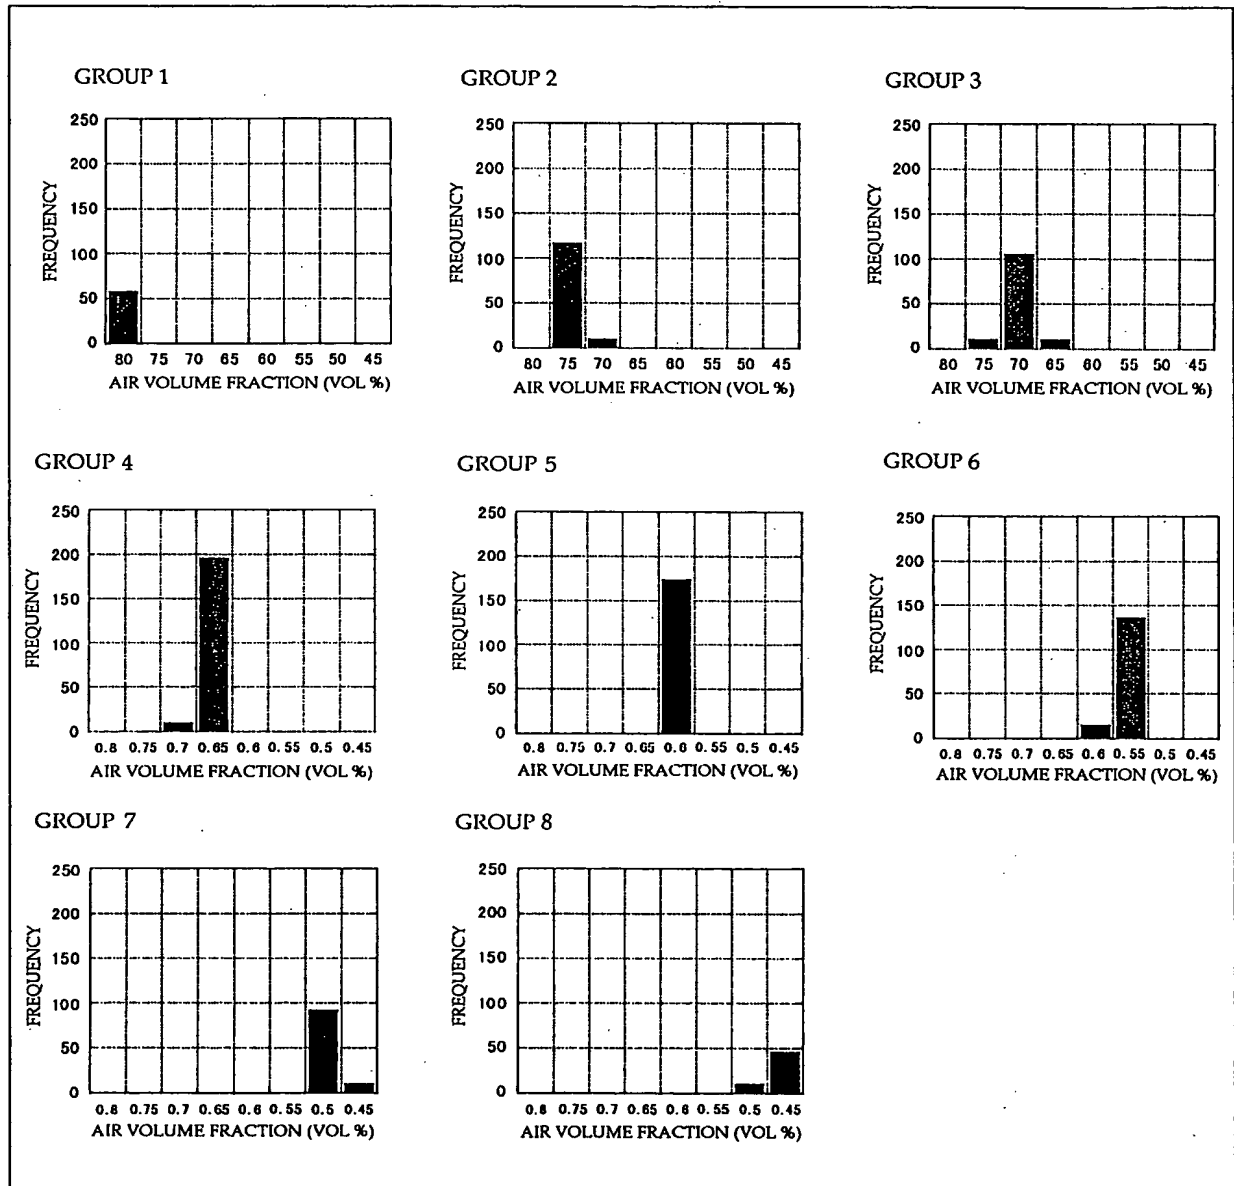 GROUP 1
250
200
150
100
50
0
FREQUENCY
80 75 70 65 60 55 50 45
AIR VOLUME FRACTION (VOL %)
GROUP 2
250
200
150
100
50
0
FREQUENCY
80 75 70 65 60 55 50 45
AIR VOLUME FRACTION (VOL %)
GROUP 3
250
200
150
100
50
0
FREQUENCY
80 75 70 65 60 55 50 45
AIR VOLUME FRACTION (VOL %)
GROUP 4
250
200
150
100
50
0
FREQUENCY
0.8 0.75 0.7 0.65 0.6 0.55 0.5 0.45
AIR VOLUME FRACTION (VOL %)
GROUP 5
250
200
150
100
50
0
FREQUENCY
0.8 0.75 0.7 0.65 0.6 0.55 0.5 0.45
AIR VOLUME FRACTION (VOL %)
GROUP 6
250
200
150
100
50
0
FREQUENCY
0.8 0.75 0.7 0.65 0.6 0.55 0.5 0.45
AIR VOLUME FRACTION (VOL %)
GROUP 7
250
200
150
100
50
0
FREQUENCY
0.8 0.75 0.7 0.65 0.6 0.55 0.5 0.45
AIR VOLUME FRACTION (VOL %)
GROUP 8
250
200
150
100
50
0
FREQUENCY
0.8 0.75 0.7 0.65 0.6 0.55 0.5 0.45
AIR VOLUME FRACTION (VOL %)